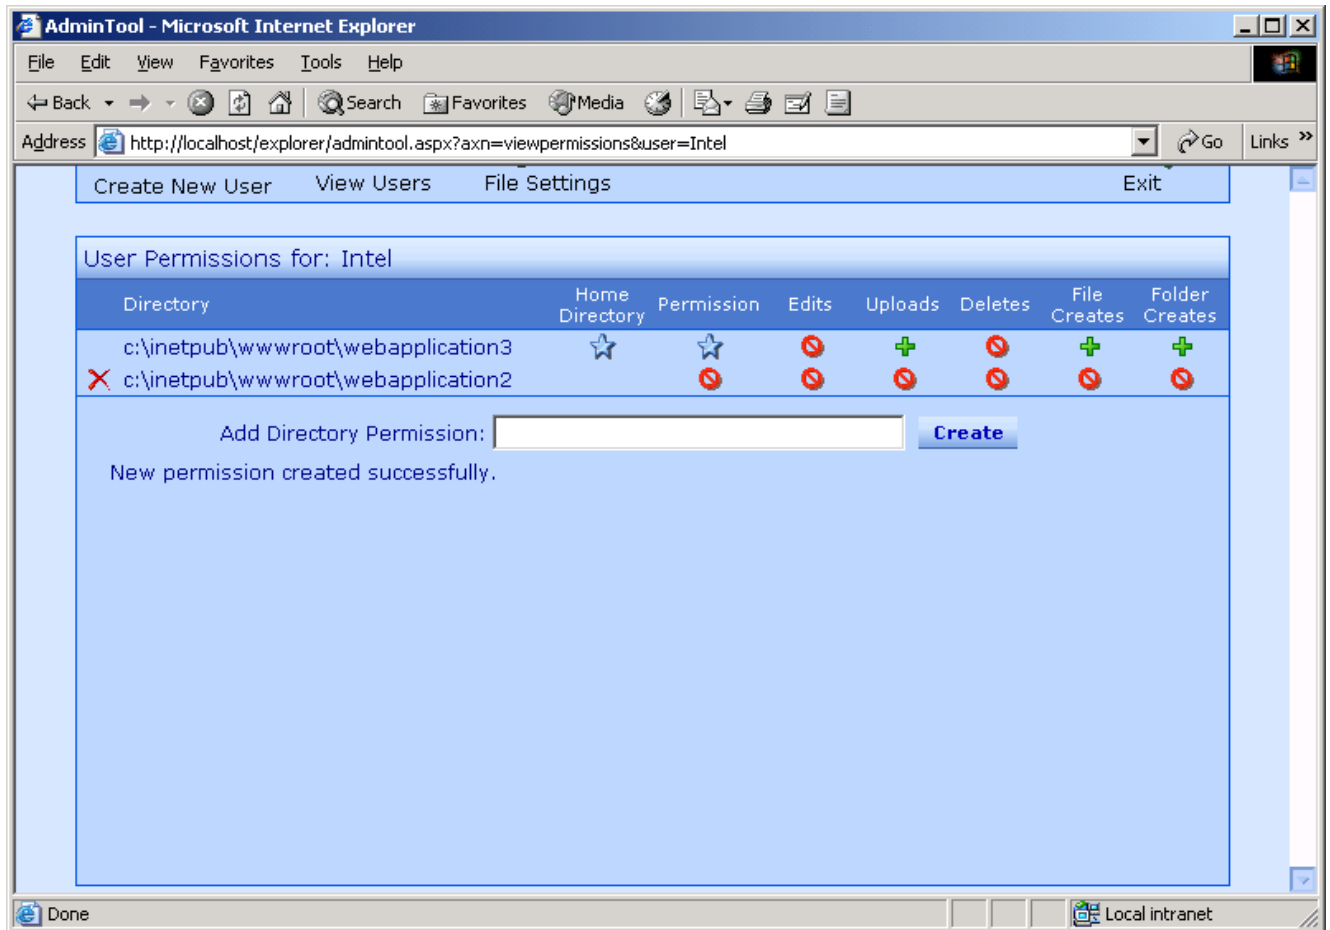 AdminTool - Microsoft Internet Explorer
File Edit View Favorites Tools Help
Back Search Favorites Media
Address http://localhost/explorer/admintool.aspx?axn=viewpermissions&user=Intel Go Links »
Create New User View Users File Settings Exit
User Permissions for: Intel
Directory Home Directory Permission Edits Uploads Deletes File Creates Folder Creates
c:\inetpub\wwwroot\webapplication3
c:\inetpub\wwwroot\webapplication2
Add Directory Permission: Create
New permission created successfully.
Done Local intranet